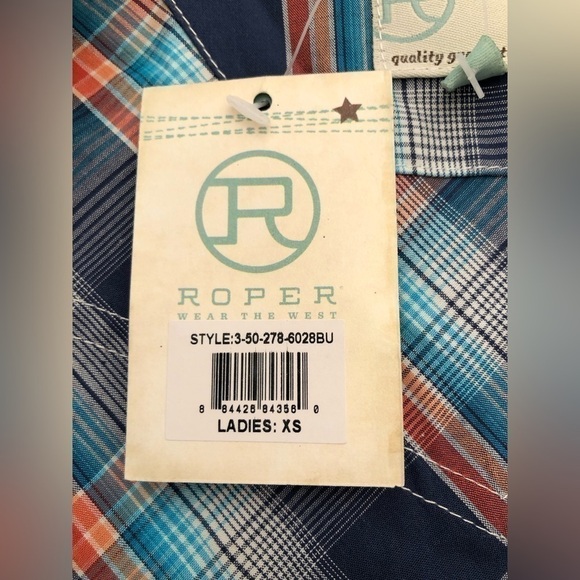 R
quality
R
ROPER
WEAR THE WEST
STYLE:3-50-278-6028BU
8 84428 84356 0
LADIES: XS